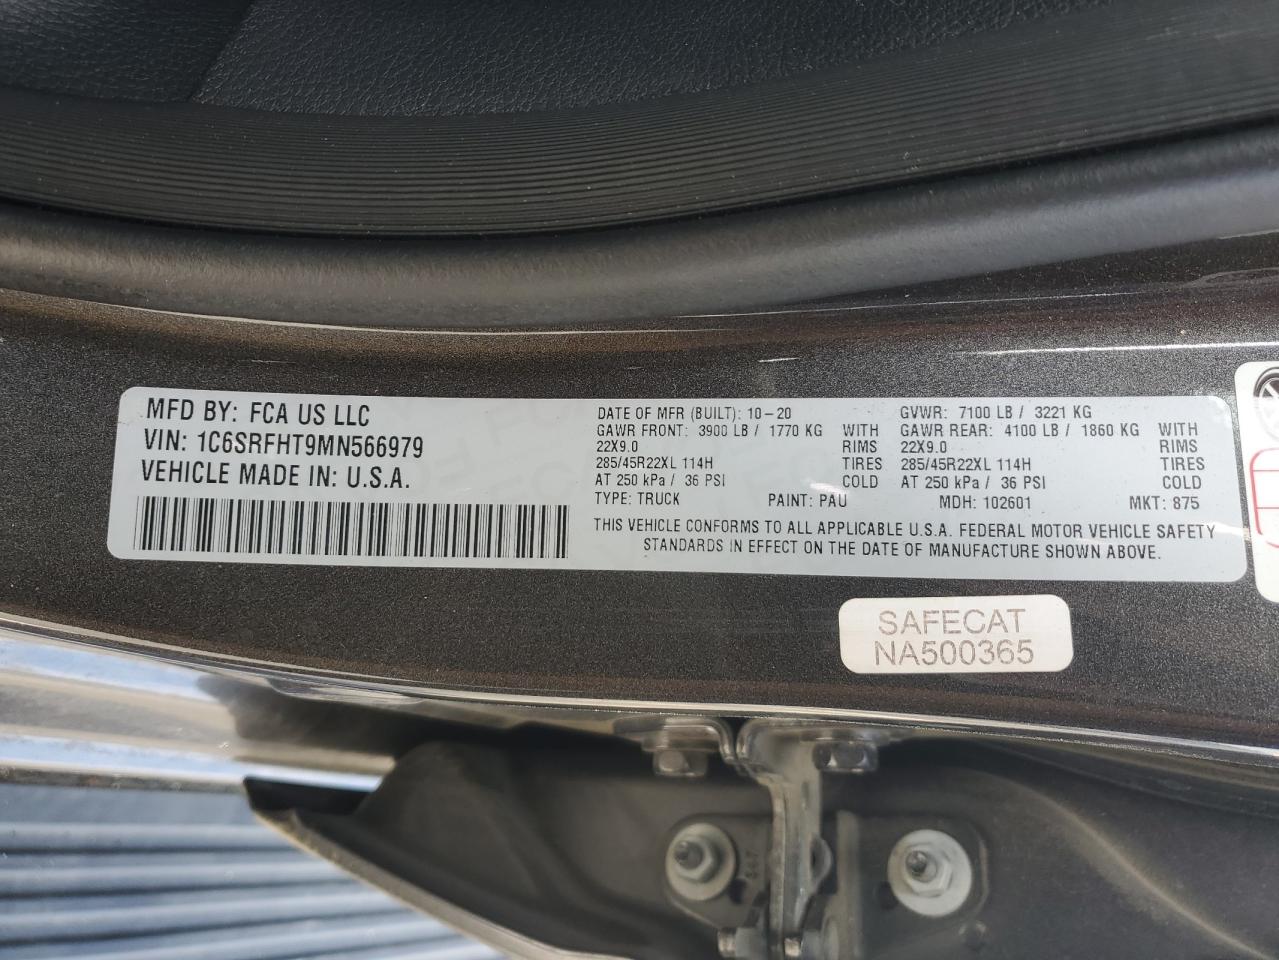 MFD BY: FCA US LLC
VIN: 1C6SRFHT9MN566979
VEHICLE MADE IN: U.S.A.
DATE OF MFR (BUILT): 10-20
GAWR FRONT: 3900 LB / 1770 KG WITH
22X9.0 RIMS
285/45R22XL 114H TIRES
AT 250 kPa / 36 PSI COLD
TYPE: TRUCK PAINT: PAU
GVWR: 7100 LB / 3221 KG
GAWR REAR: 4100 LB / 1860 KG WITH
22X9.0 RIMS
285/45R22XL 114H TIRES
AT 250 kPa / 36 PSI COLD
MDH: 102601 MKT: 875
THIS VEHICLE CONFORMS TO ALL APPLICABLE U.S.A. FEDERAL MOTOR VEHICLE SAFETY
STANDARDS IN EFFECT ON THE DATE OF MANUFACTURE SHOWN ABOVE.
SAFECAT
NA500365